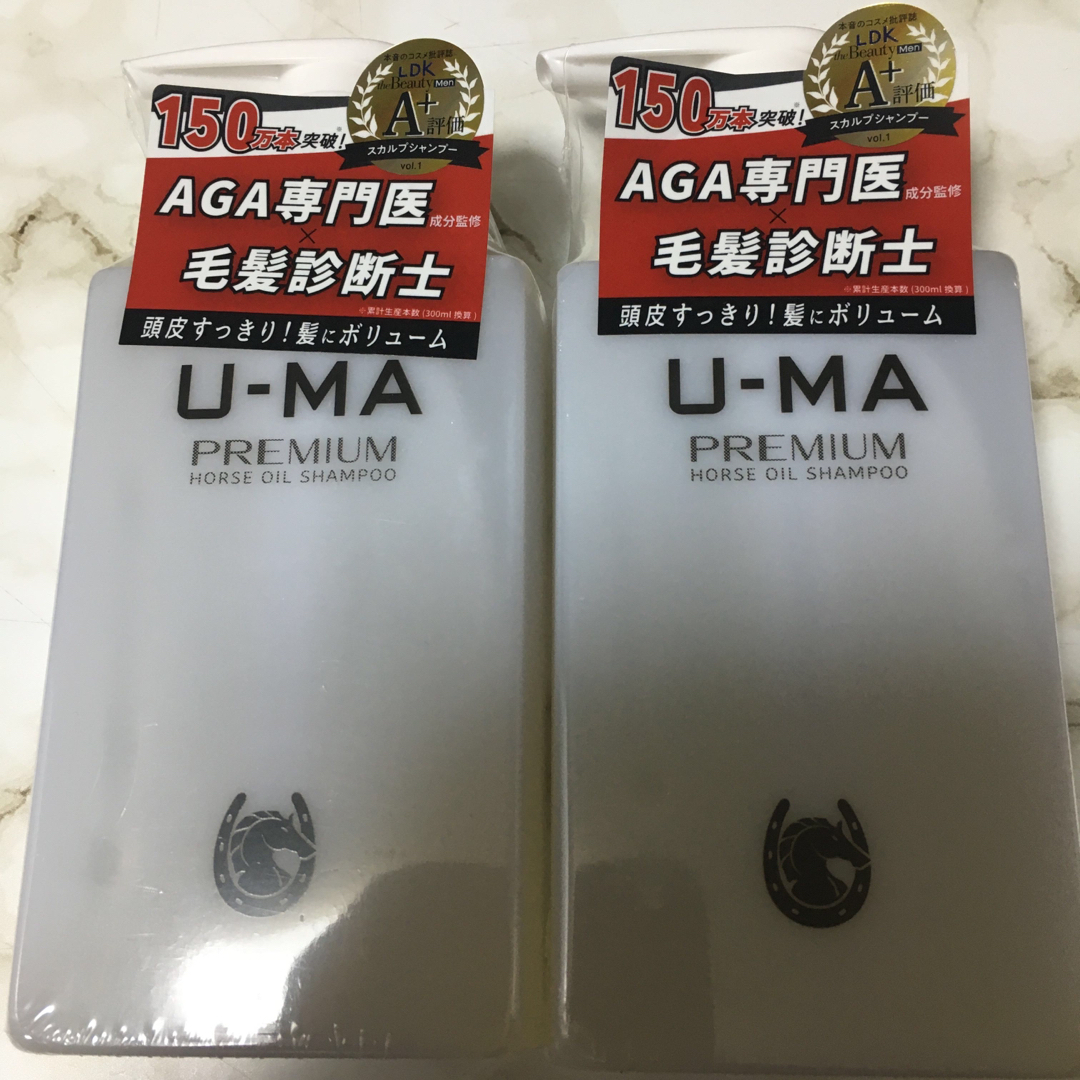 150万本突破!
本音のコスメ批評誌
LDK
the Beauty Men
A+評価
スカルプシャンプー
vol.1
AGA専門医成分監修
×
毛髪診断士
※累計生産本数(300ml換算)
頭皮すっきり!髪にボリューム
U-MA
PREMIUM
HORSE OIL SHAMPOO
150万本突破!
本音のコスメ批評誌
LDK
the Beauty Men
A+評価
スカルプシャンプー
vol.1
AGA専門医成分監修
×
毛髪診断士
※累計生産本数(300ml換算)
頭皮すっきり!髪にボリューム
U-MA
PREMIUM
HORSE OIL SHAMPOO